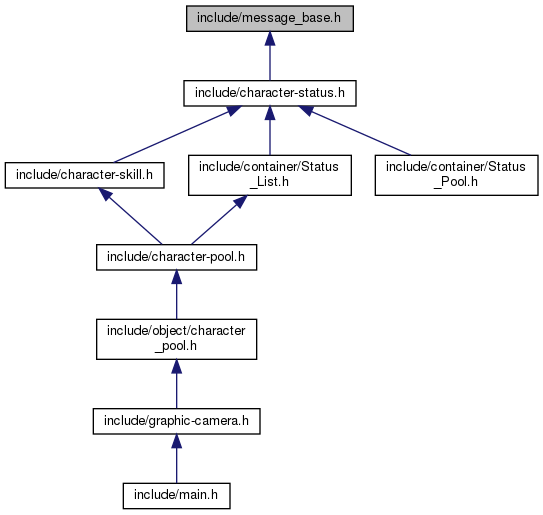 include/message_base.h
include/character-status.h
include/character-skill.h
include/container/Status
_List.h
include/container/Status
_Pool.h
include/character-pool.h
include/object/character
_pool.h
include/graphic-camera.h
include/main.h